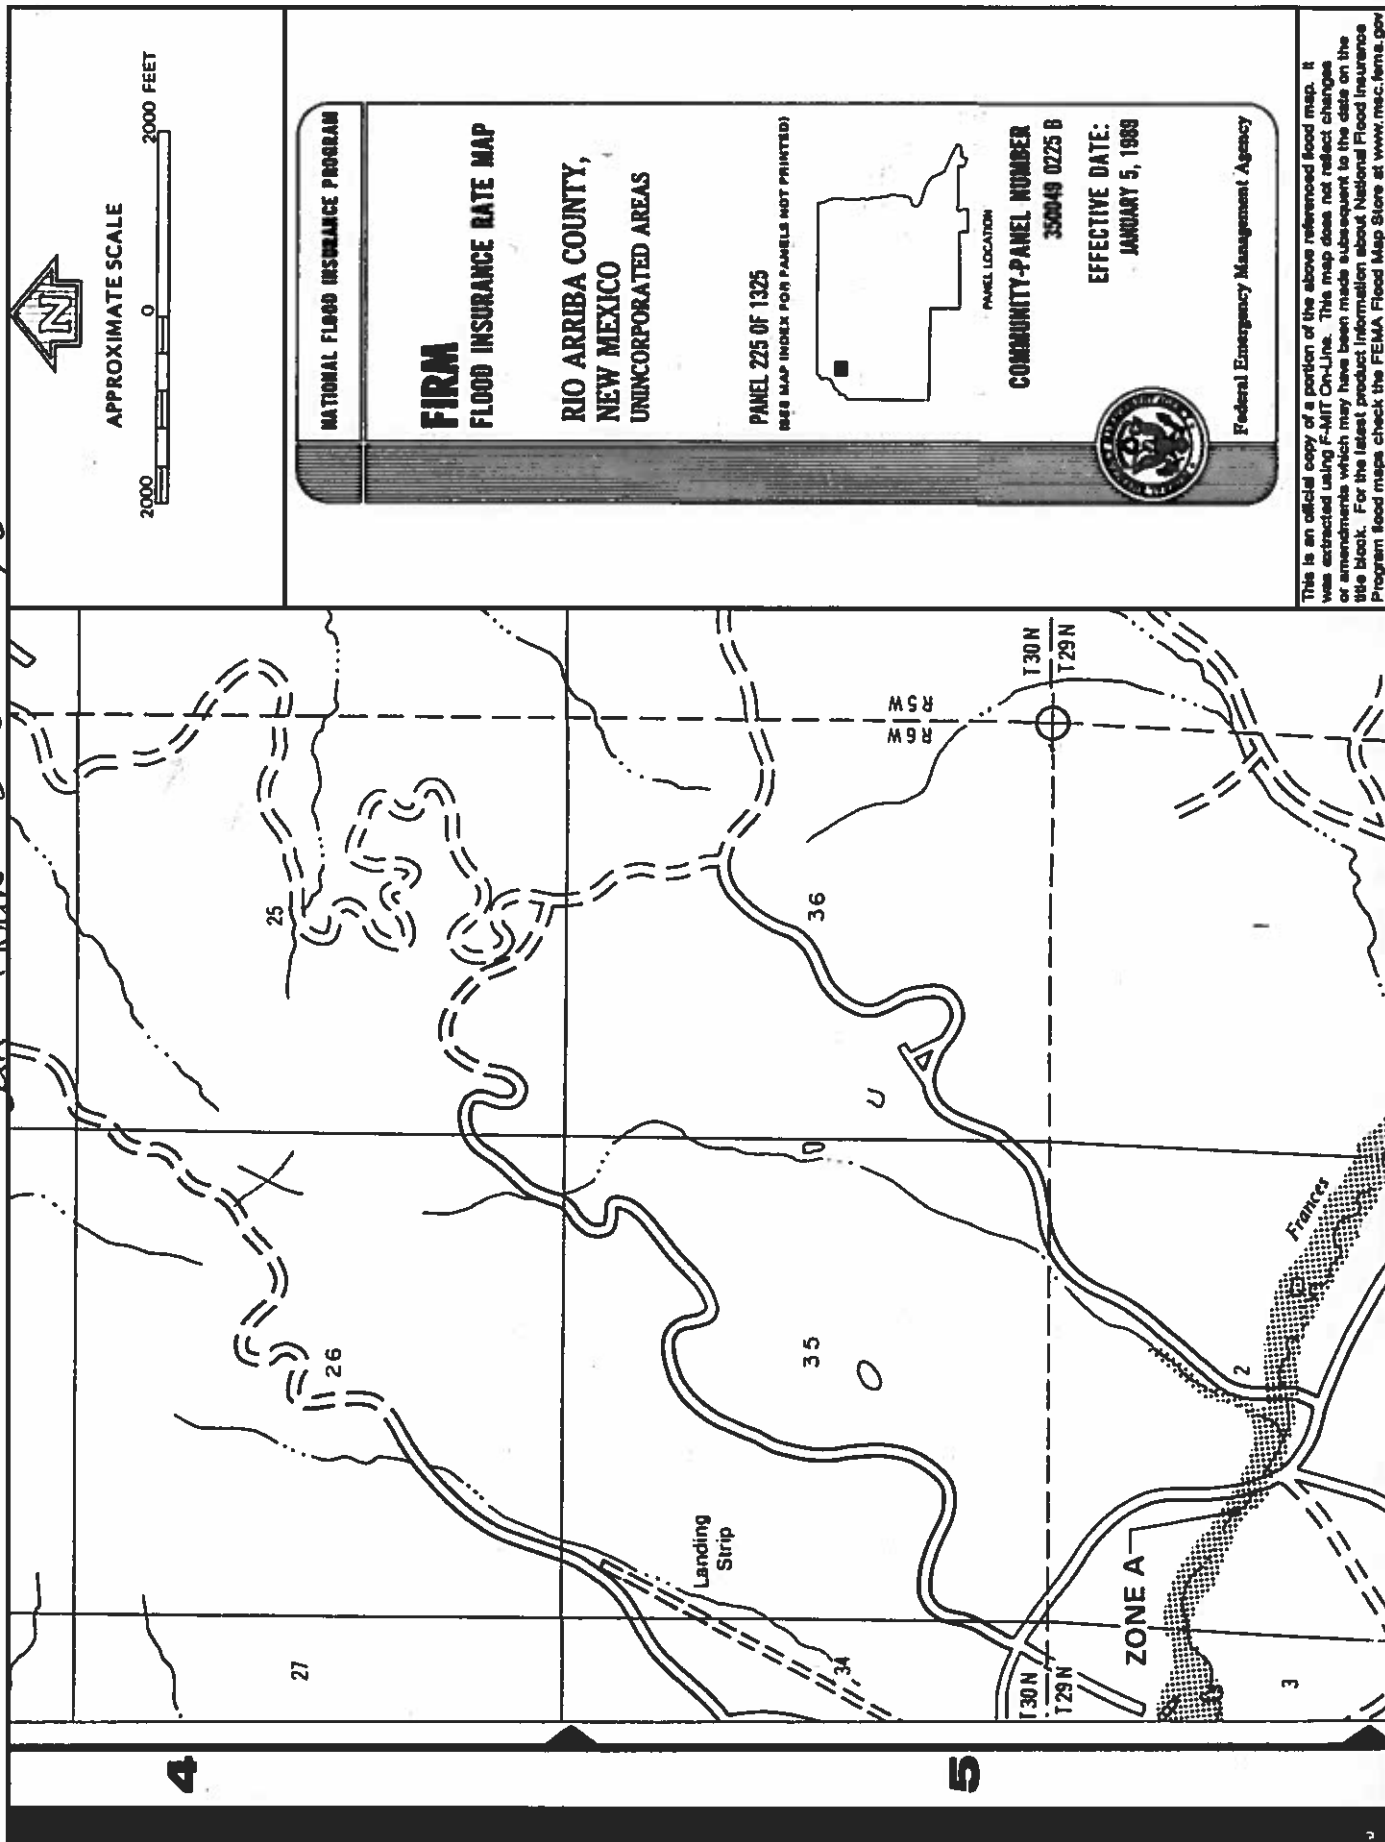 APPROXIMATE SCALE
2000 0 2000 FEET
N
NATIONAL FLOOD INSURANCE PROGRAM
FIRM
FLOOD INSURANCE RATE MAP
RIO ARRIBA COUNTY,
NEW MEXICO
UNINCORPORATED AREAS
PANEL 225 OF 1325
(SEE MAP INDEX FOR PANELS NOT PRINTED)
PANEL LOCATION
COMMUNITY-PANEL NUMBER
350049 0225 B
EFFECTIVE DATE:
JANUARY 5, 1989
Federal Emergency Management Agency
This is an official copy of a portion of the above referenced flood map. It
was extracted using F-MIT On-Line. This map does not reflect changes
or amendments which may have been made subsequent to the date on the
title block. For the latest product information about National Flood Insurance
Program flood maps check the FEMA Flood Map Store at www.msc.fema.gov
4
5
27
26
25
34
35
36
Landing
Strip
R6W
R5W
T30N
T29N
T30N
T29N
ZONE A
Frances
3
2